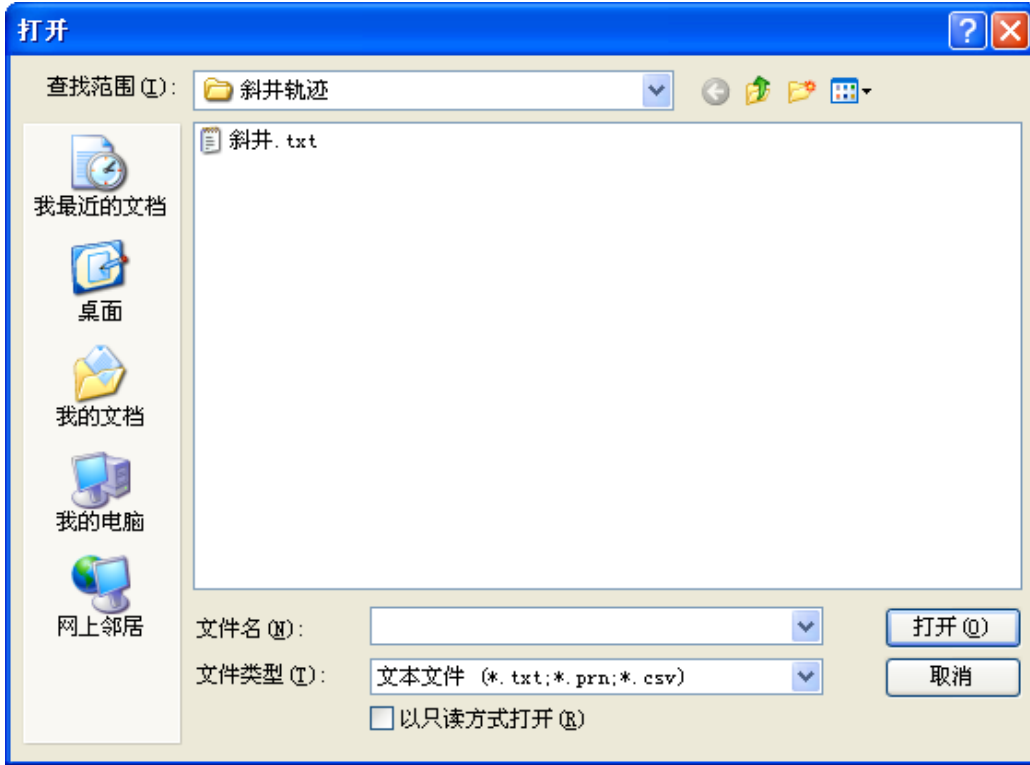 打开
查找范围(I):
斜井轨迹
斜井.txt
我最近的文档
桌面
我的文档
我的电脑
网上邻居
文件名(N):
打开(O)
文件类型(T):
文本文件 (*.txt;*.prn;*.csv)
取消
以只读方式打开(R)